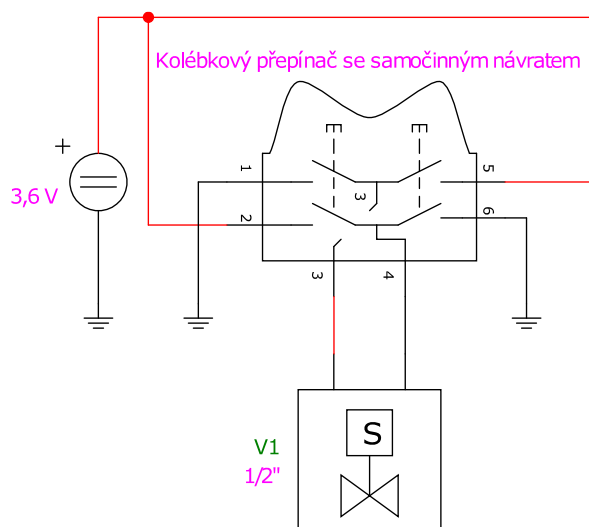 Kolébkový přepínač se samočinným návratem
+
3,6 V
1
5
3
2
6
3
4
S
V1
1/2"